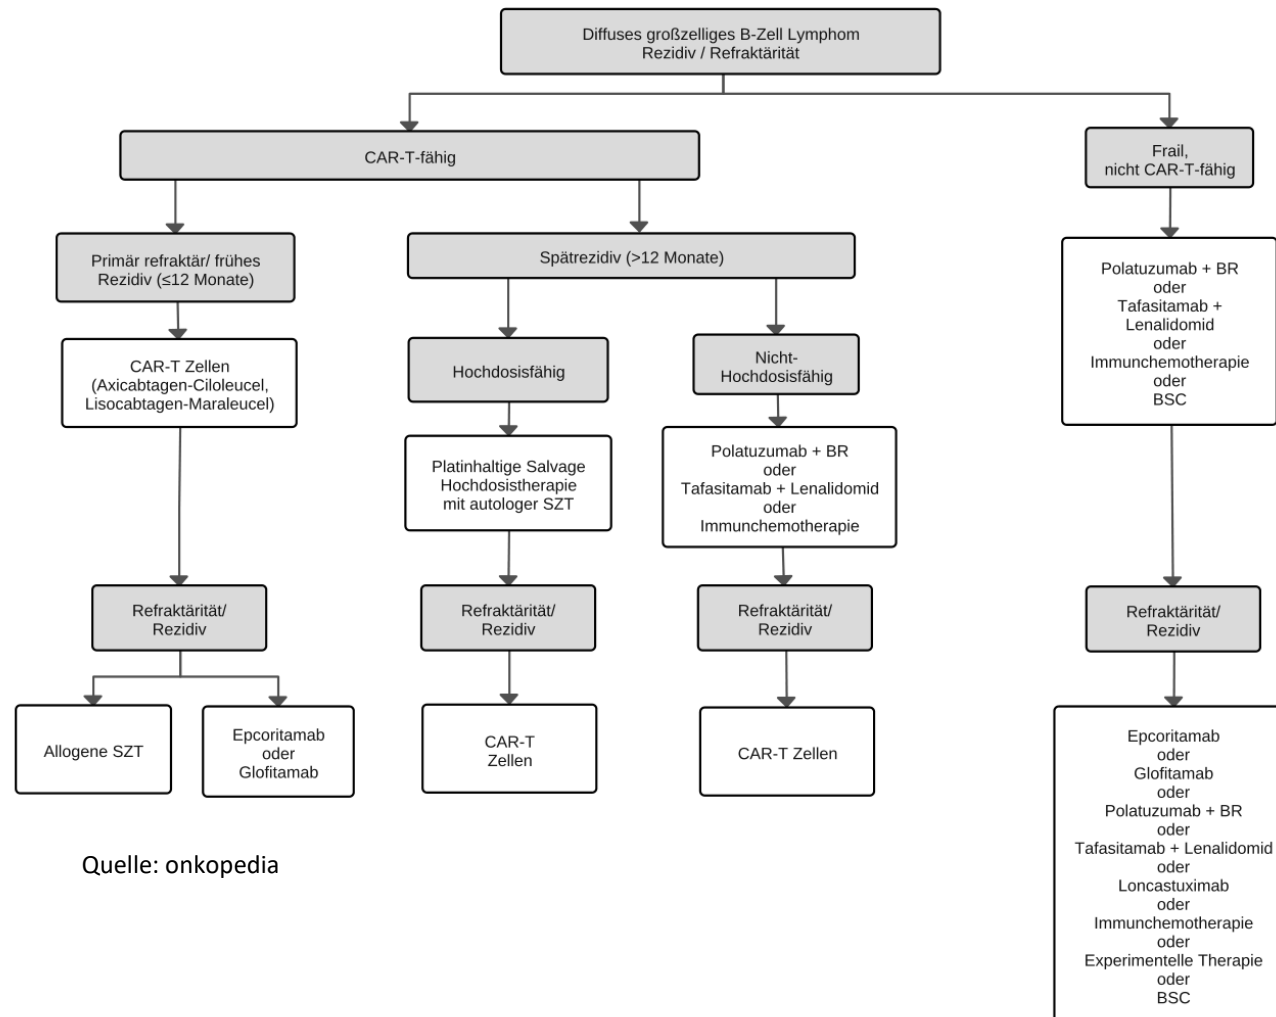 Diffuses großzelliges B-Zell Lymphom
Rezidiv / Refraktärität
CAR-T-fähig
Frail,
nicht CAR-T-fähig
Primär refraktär/ frühes
Rezidiv (≤12 Monate)
Spätrezidiv (>12 Monate)
CAR-T Zellen
(Axicabtagen-Ciloleucel,
Lisocabtagen-Maraleucel)
Hochdosisfähig
Nicht-
Hochdosisfähig
Polatuzumab + BR
oder
Tafasitamab +
Lenalidomid
oder
Immunchemotherapie
oder
BSC
Platinhaltige Salvage
Hochdosistherapie
mit autologer SZT
Polatuzumab + BR
oder
Tafasitamab + Lenalidomid
oder
Immunchemotherapie
Refraktärität/
Rezidiv
Refraktärität/
Rezidiv
Refraktärität/
Rezidiv
Refraktärität/
Rezidiv
Allogene SZT
Epcoritamab
oder
Glofitamab
CAR-T
Zellen
CAR-T Zellen
Epcoritamab
oder
Glofitamab
oder
Polatuzumab + BR
oder
Tafasitamab + Lenalidomid
oder
Loncastuximab
oder
Immunchemotherapie
oder
Experimentelle Therapie
oder
BSC
Quelle: onkopedia